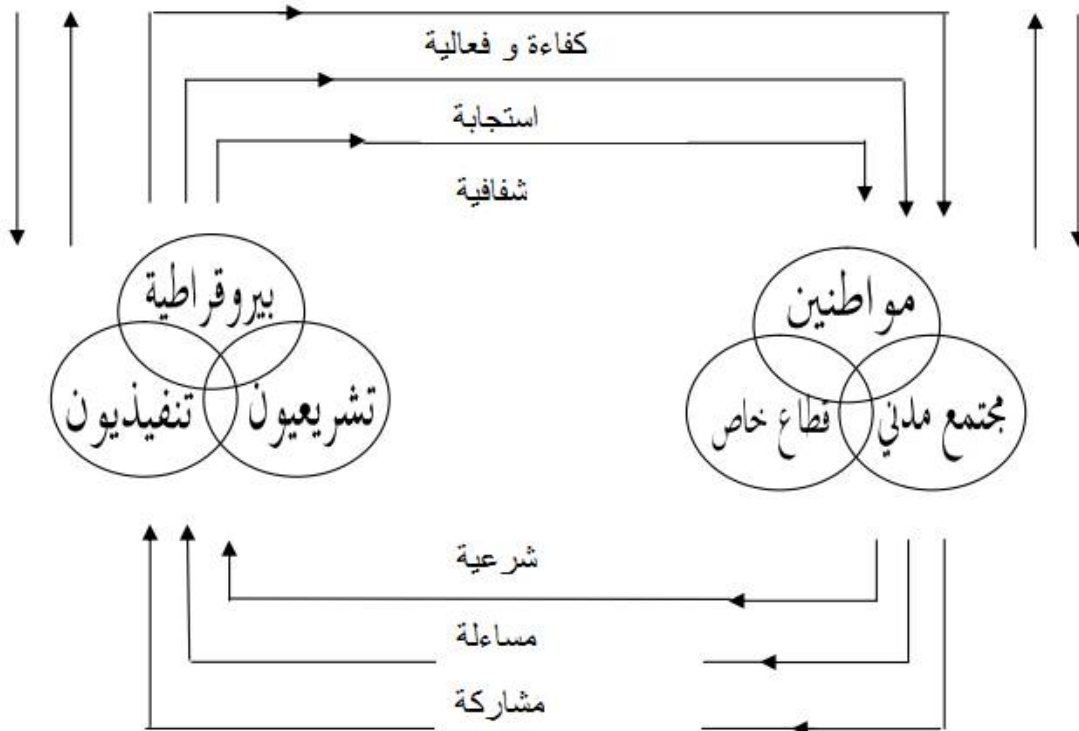 كفاءة و فعالية
استجابة
شفافية
مواطنين
بيروقراطية
مجتمع مدني
قطاع خاص
تشريعيون
تنفيذيون
شرعية
مساءلة
مشاركة